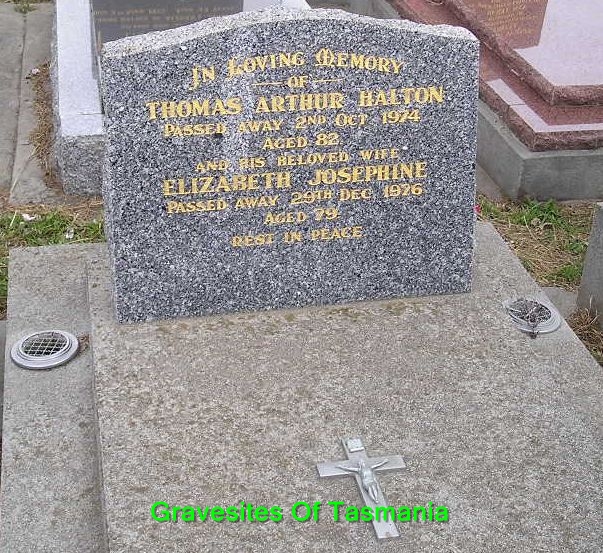 In Loving Memory
OF
THOMAS ARTHUR HALTON
PASSED AWAY 2ND OCT 1974
AGED 82
AND HIS BELOVED WIFE
ELIZABETH JOSEPHINE
PASSED AWAY 29TH DEC 1976
AGED 79
REST IN PEACE
Gravesites Of Tasmania